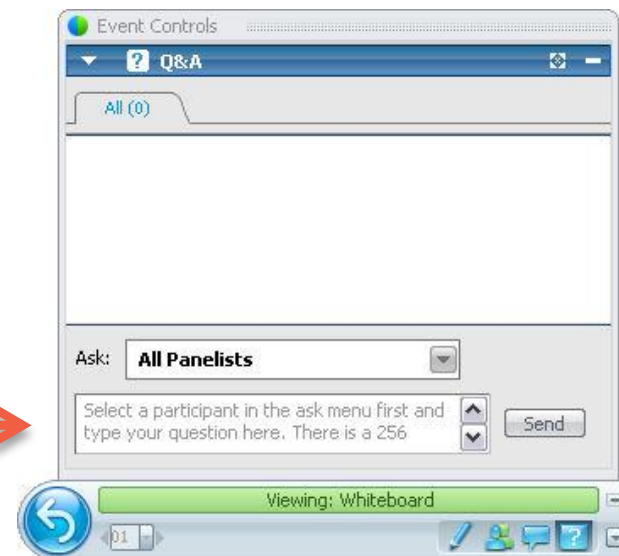 Event Controls
? Q&A
All (0)
Ask: All Panelists
Select a participant in the ask menu first and
type your question here. There is a 256
Send
Viewing: Whiteboard
01
?